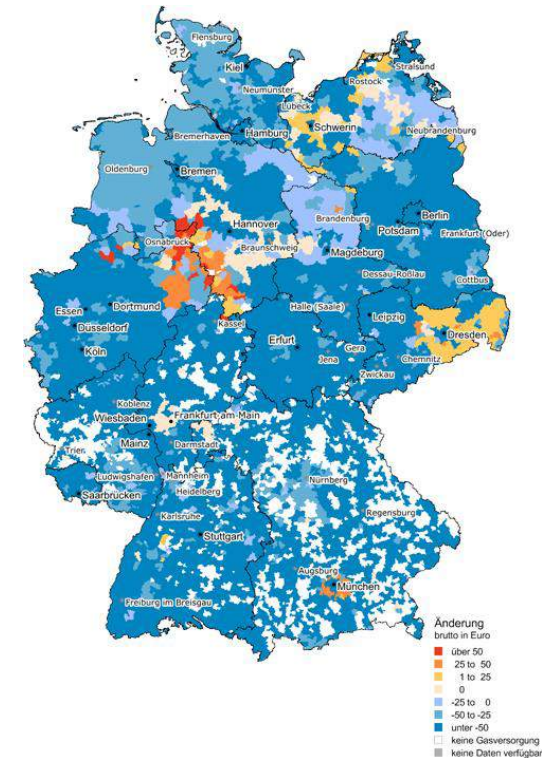 Flensburg
Kiel
Stralsund
Rostock
Neumünster
Lübeck
Schwerin
Bremerhaven
Hamburg
Neubrandenburg
Oldenburg
Bremen
Berlin
Brandenburg
Potsdam
Frankfurt (Oder)
Hannover
Osnabrück
Braunschweig
Magdeburg
Dessau-Roßlau
Cottbus
Essen
Dortmund
Halle (Saale)
Leipzig
Düsseldorf
Kassel
Dresden
Köln
Erfurt
Gera
Jena
Chemnitz
Zwickau
Koblenz
Wiesbaden
Frankfurt am Main
Mainz
Trier
Darmstadt
Ludwigshafen
Mannheim
Nürnberg
Heidelberg
Saarbrücken
Regensburg
Karlsruhe
Stuttgart
Augsburg
München
Freiburg im Breisgau
Änderung
brutto in Euro
über 50
25 to 50
1 to 25
0
-25 to 0
-50 to -25
unter -50
keine Gasversorgung
keine Daten verfügbar